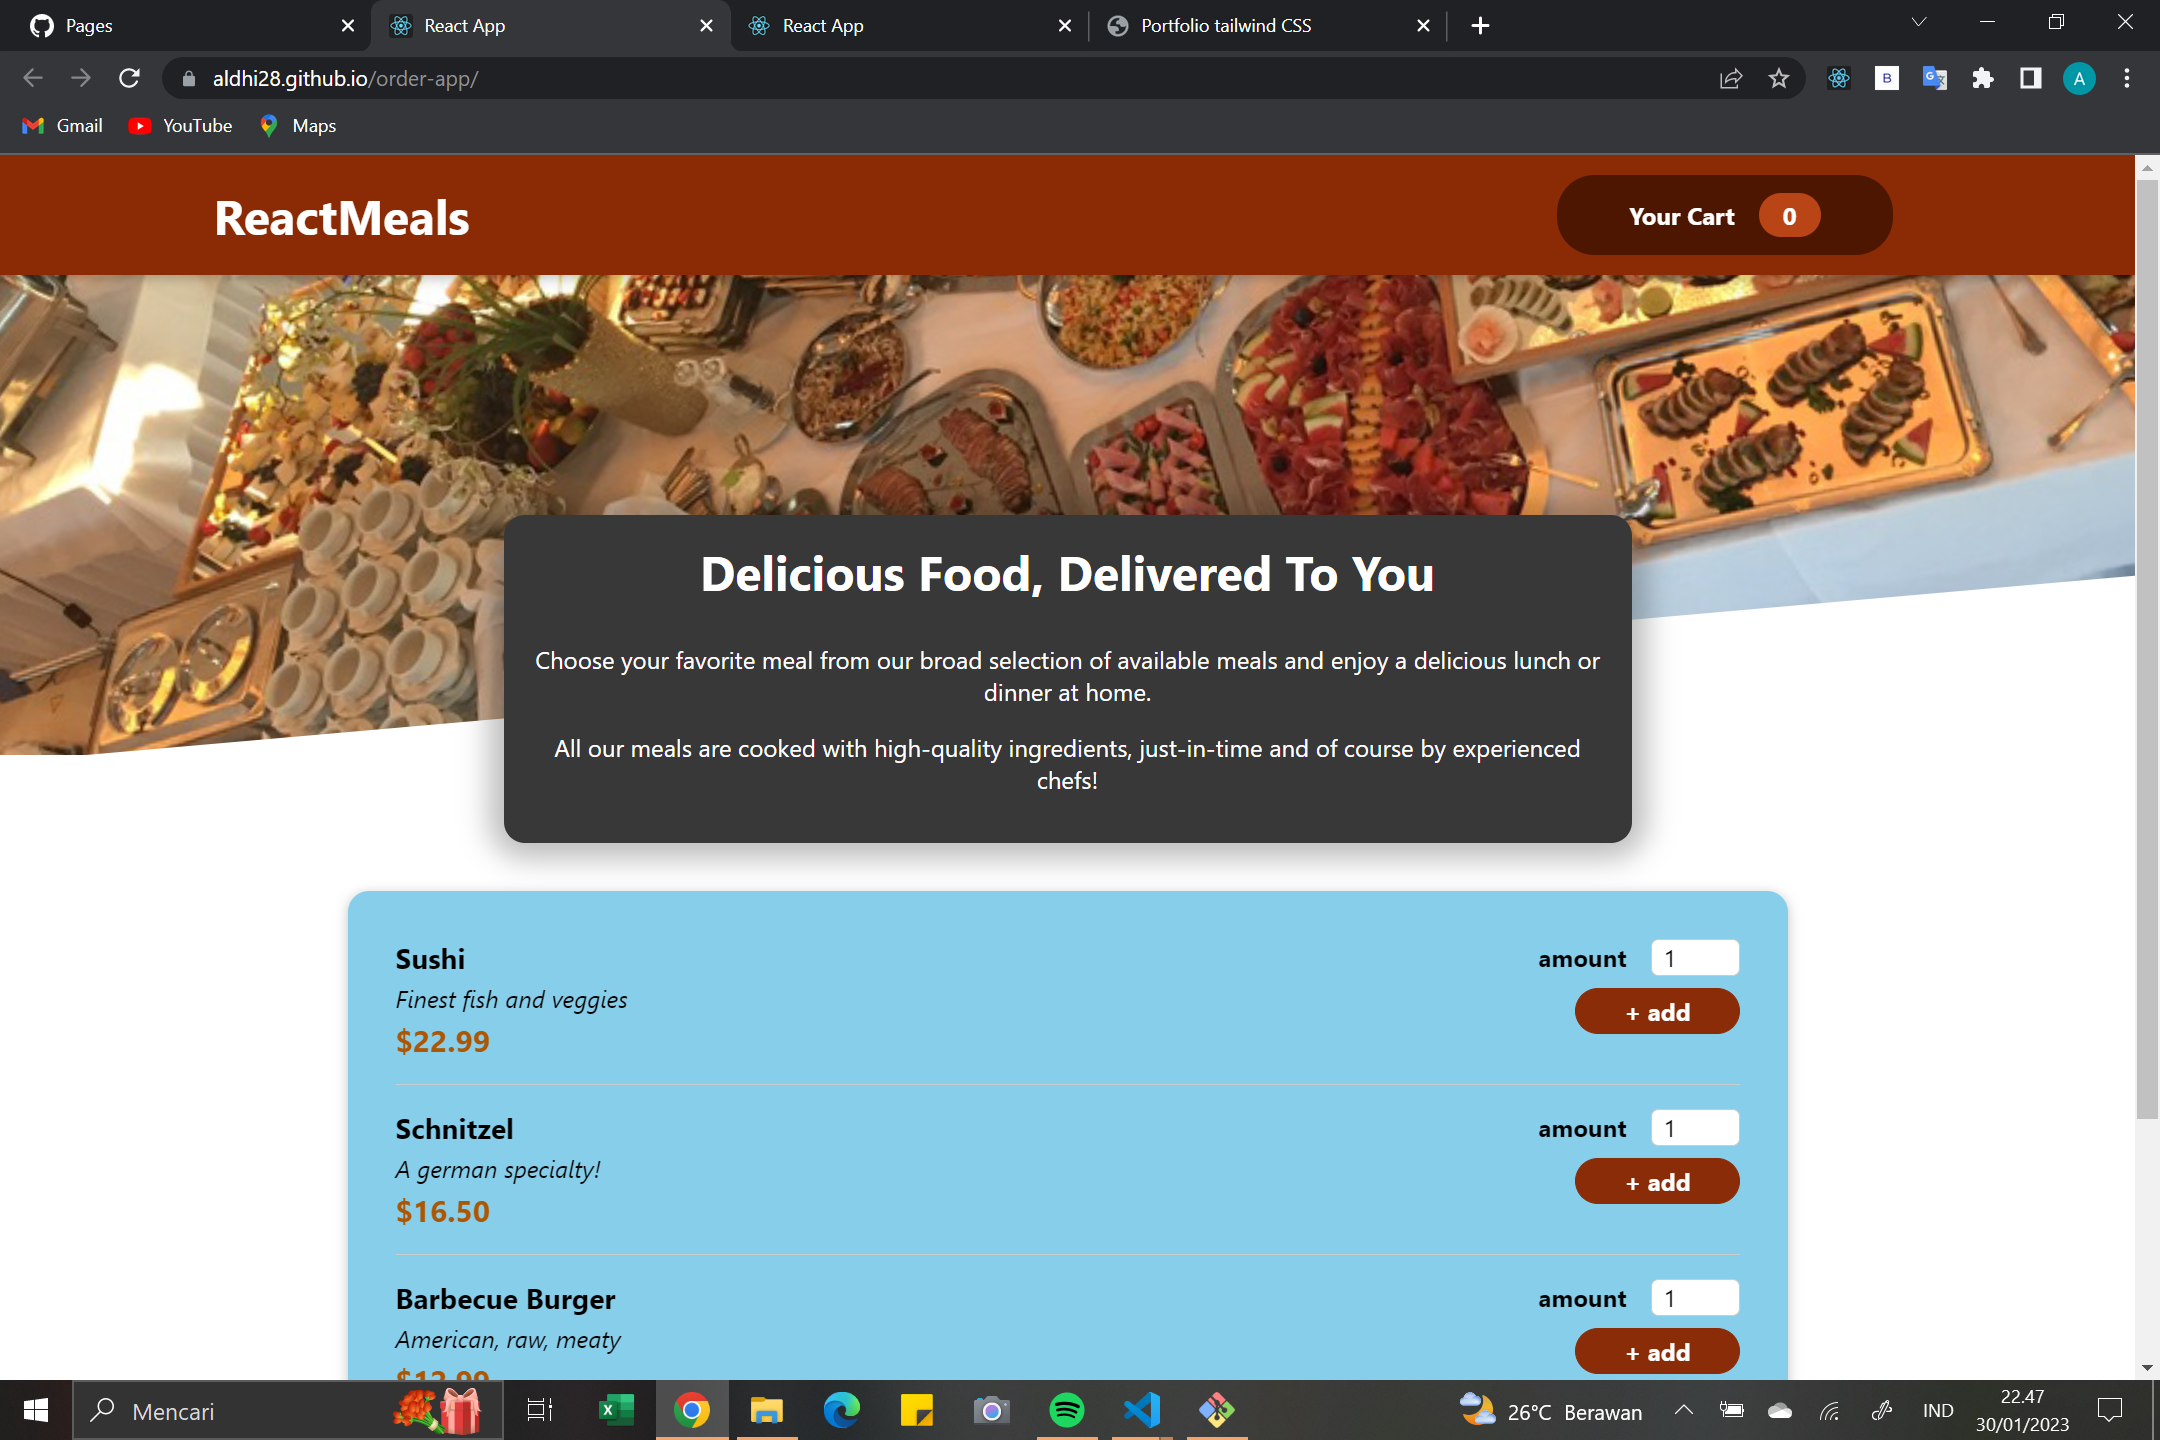 Pages
React App
React App
Portfolio tailwind CSS
aldhi28.github.io/order-app/
B
G
A
Gmail
YouTube
Maps
ReactMeals
Your Cart 0
Delicious Food, Delivered To You
Choose your favorite meal from our broad selection of available meals and enjoy a delicious lunch or
dinner at home.
All our meals are cooked with high-quality ingredients, just-in-time and of course by experienced
chefs!
Sushi
amount 1
Finest fish and veggies
+ add
$22.99
Schnitzel
amount 1
A german specialty!
+ add
$16.50
Barbecue Burger
amount 1
American, raw, meaty
+ add
$12.99
Mencari
26°C Berawan
IND
22.47
30/01/2023